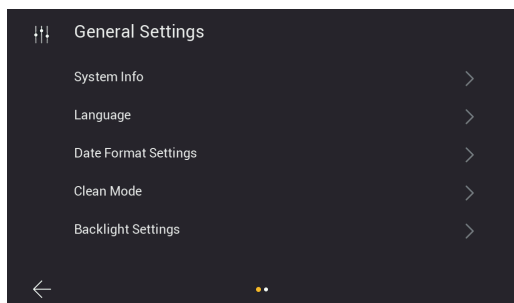 General Settings
System Info
Language
Date Format Settings
Clean Mode
Backlight Settings